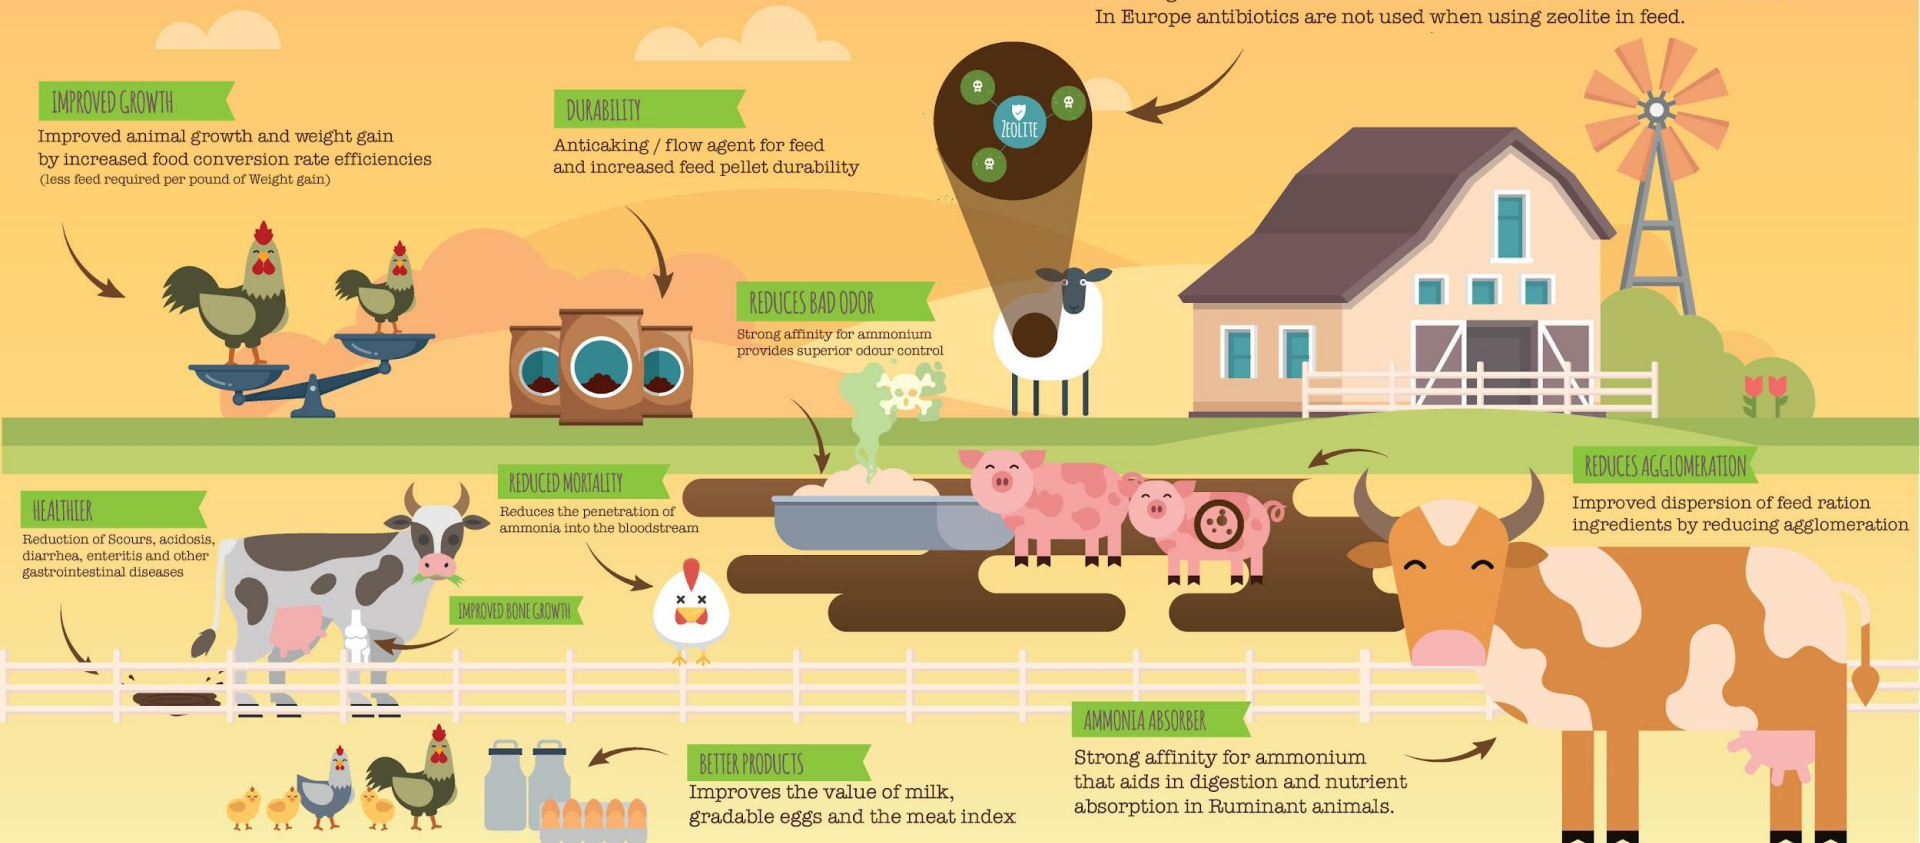 In Europe antibiotics are not used when using zeolite in feed.
IMPROVED GROWTH
Improved animal growth and weight gain
by increased food conversion rate efficiencies
(less feed required per pound of Weight gain)
DURABILITY
Anticaking / flow agent for feed
and increased feed pellet durability
ZEOLITE
REDUCES BAD ODOR
Strong affinity for ammonium
provides superior odour control
REDUCES AGGLOMERATION
Improved dispersion of feed ration
ingredients by reducing agglomeration
REDUCED MORTALITY
Reduces the penetration of
ammonia into the bloodstream
HEALTHIER
Reduction of Scours, acidosis,
diarrhea, enteritis and other
gastrointestinal diseases
IMPROVED BONE GROWTH
AMMONIA ABSORBER
Strong affinity for ammonium
that aids in digestion and nutrient
absorption in Ruminant animals.
BETTER PRODUCTS
Improves the value of milk,
gradable eggs and the meat index